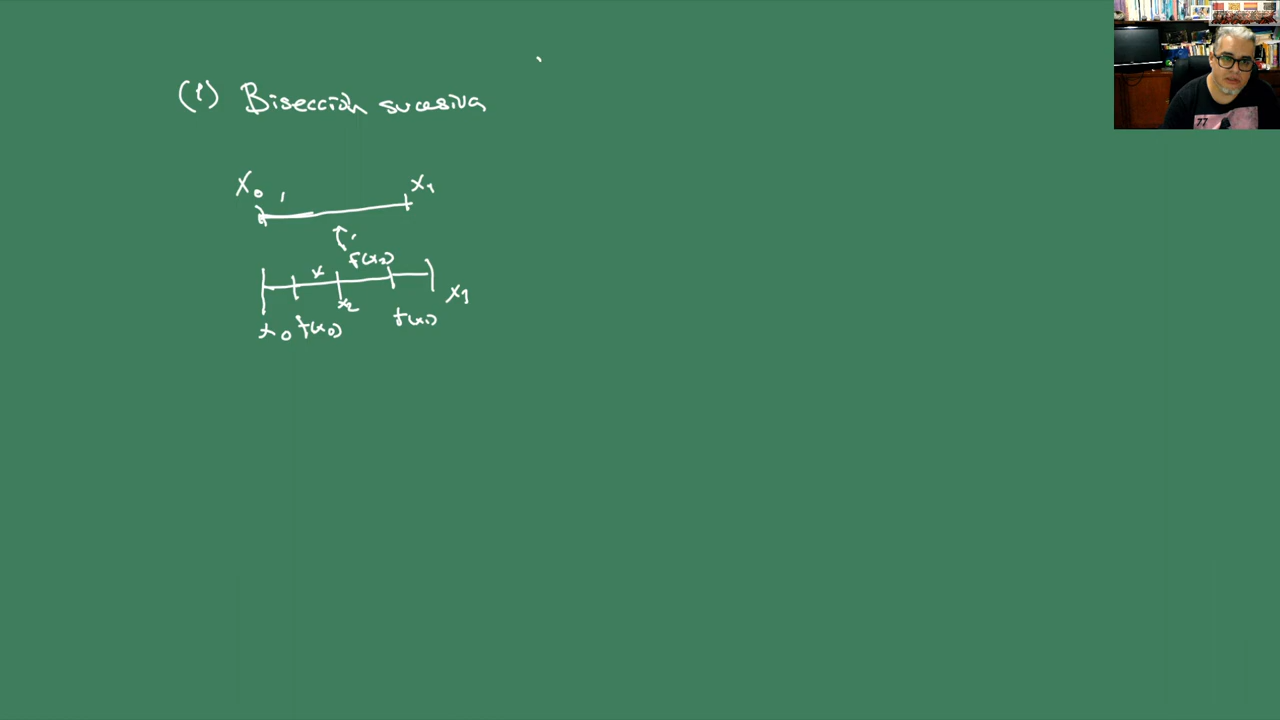 (1) Bisección sucesiva
x₀ x₁
x f(x₂)
x₂ x₁
x₀ f(x₀) f(x₁)